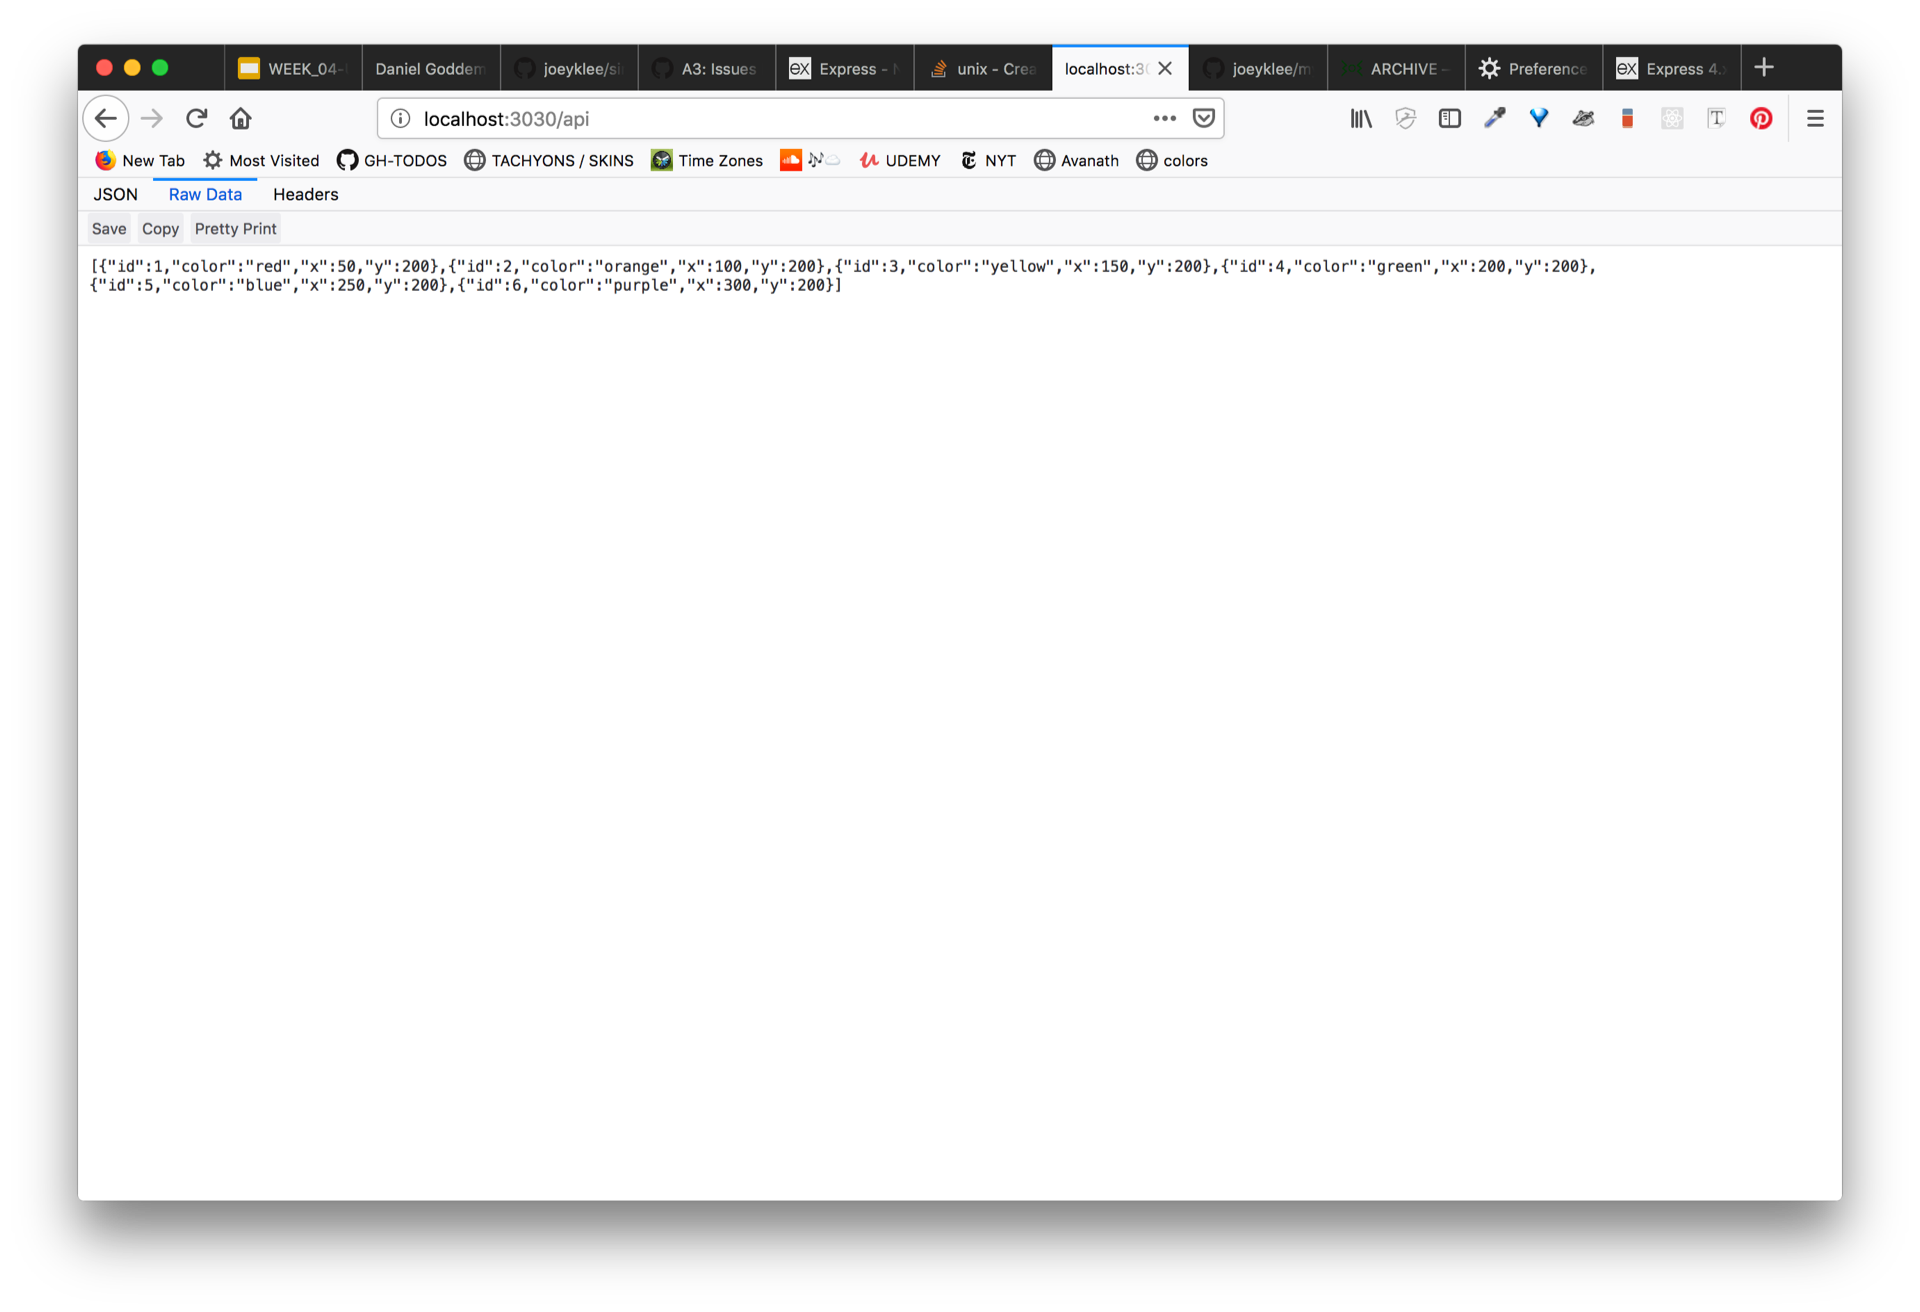 WEEK_04-
Daniel Goddem
joeyklee/si
A3: Issues
Express -
unix - Crea
localhost:30
joeyklee/m
ARCHIVE –
Preference
Express 4.
localhost:3030/api
New Tab
Most Visited
GH-TODOS
TACHYONS / SKINS
Time Zones
UDEMY
NYT
Avanath
colors
JSON
Raw Data
Headers
Save
Copy
Pretty Print
[{"id":1,"color":"red","x":50,"y":200},{"id":2,"color":"orange","x":100,"y":200},{"id":3,"color":"yellow","x":150,"y":200},{"id":4,"color":"green","x":200,"y":200},
{"id":5,"color":"blue","x":250,"y":200},{"id":6,"color":"purple","x":300,"y":200}]